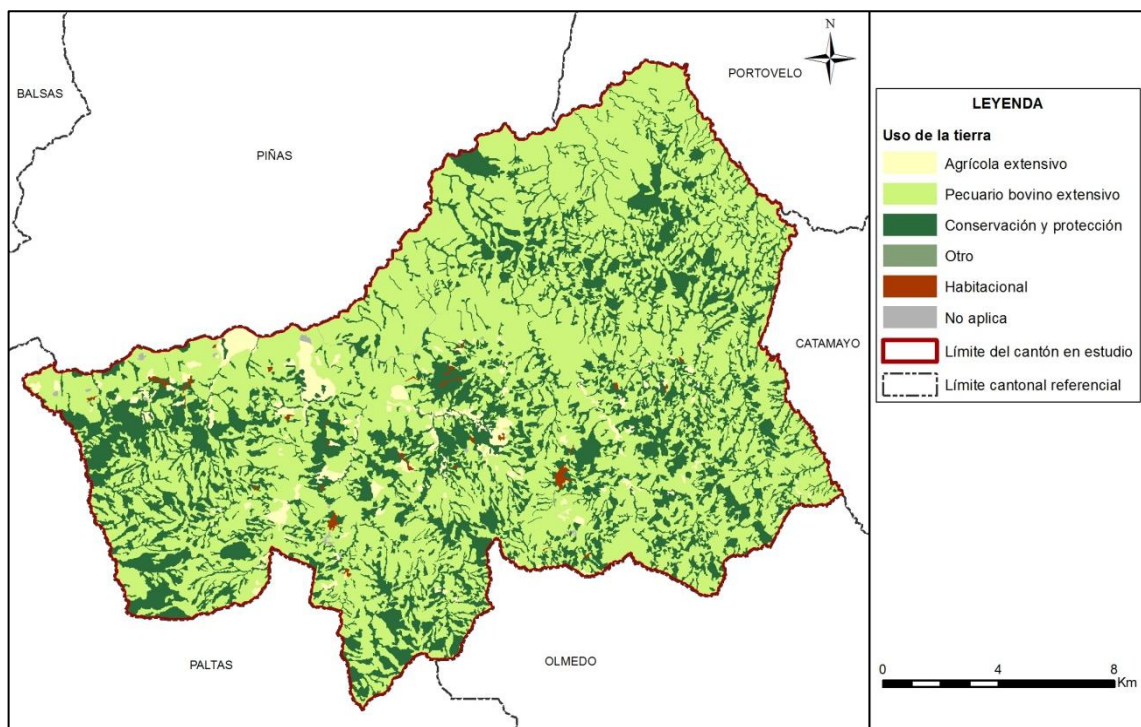 N
PORTOVELO
BALSAS
PIÑAS
CATAMAYO
PALTAS
OLMEDO
LEYENDA
Uso de la tierra
Agrícola extensivo
Pecuario bovino extensivo
Conservación y protección
Otro
Habitacional
No aplica
Límite del cantón en estudio
Límite cantonal referencial
0 4 8
Km